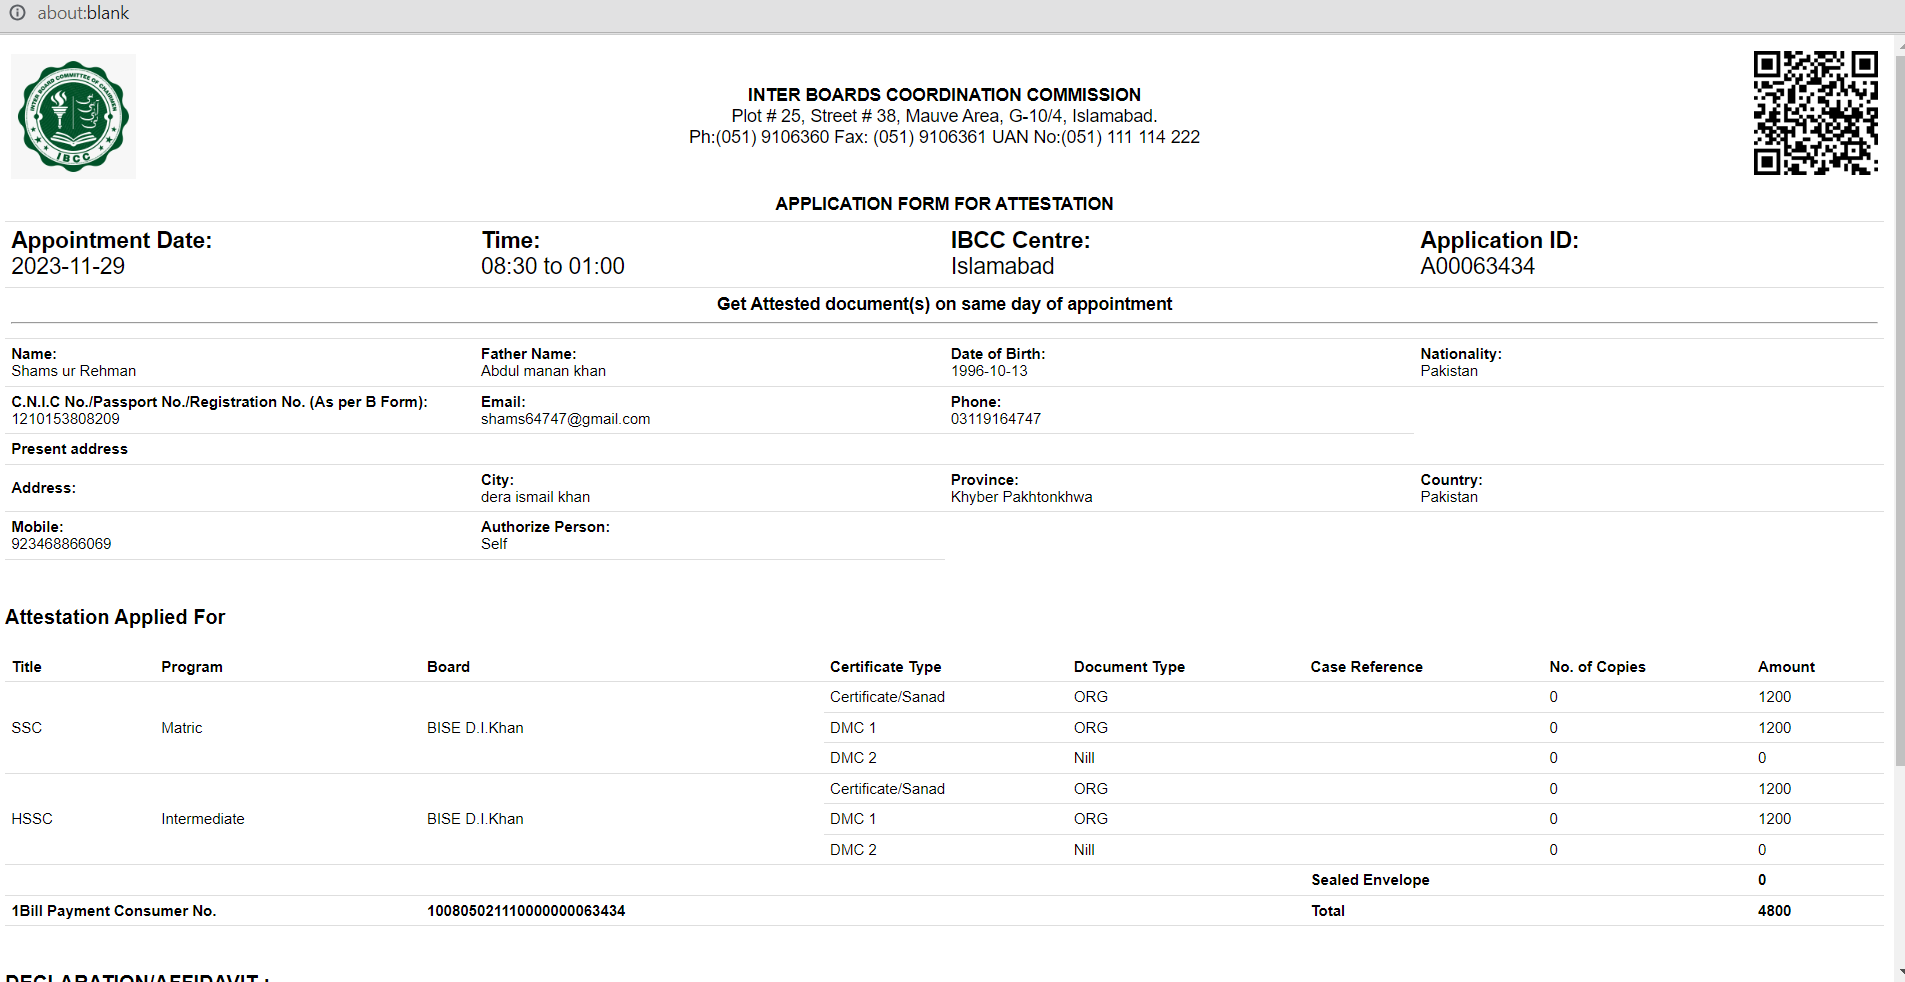 about:blank
INTER BOARD COMMITTEE OF CHAIRMEN
IBCC
INTER BOARDS COORDINATION COMMISSION
Plot # 25, Street # 38, Mauve Area, G-10/4, Islamabad.
Ph:(051) 9106360 Fax: (051) 9106361 UAN No:(051) 111 114 222
APPLICATION FORM FOR ATTESTATION
Appointment Date: Time: IBCC Centre: Application ID:
2023-11-29 08:30 to 01:00 Islamabad A00063434
Get Attested document(s) on same day of appointment
Name: Father Name: Date of Birth: Nationality:
Shams ur Rehman Abdul manan khan 1996-10-13 Pakistan
C.N.I.C No./Passport No./Registration No. (As per B Form): Email: Phone:
1210153808209 shams64747@gmail.com 03119164747
Present address
Address: City: Province: Country:
dera ismail khan Khyber Pakhtonkhwa Pakistan
Mobile: Authorize Person:
923468866069 Self
Attestation Applied For
Title Program Board Certificate Type Document Type Case Reference No. of Copies Amount
Certificate/Sanad ORG 0 1200
SSC Matric BISE D.I.Khan DMC 1 ORG 0 1200
DMC 2 Nill 0 0
Certificate/Sanad ORG 0 1200
HSSC Intermediate BISE D.I.Khan DMC 1 ORG 0 1200
DMC 2 Nill 0 0
Sealed Envelope 0
1Bill Payment Consumer No. 100805021110000000063434 Total 4800
DECLARATION/AFFIDAVIT :